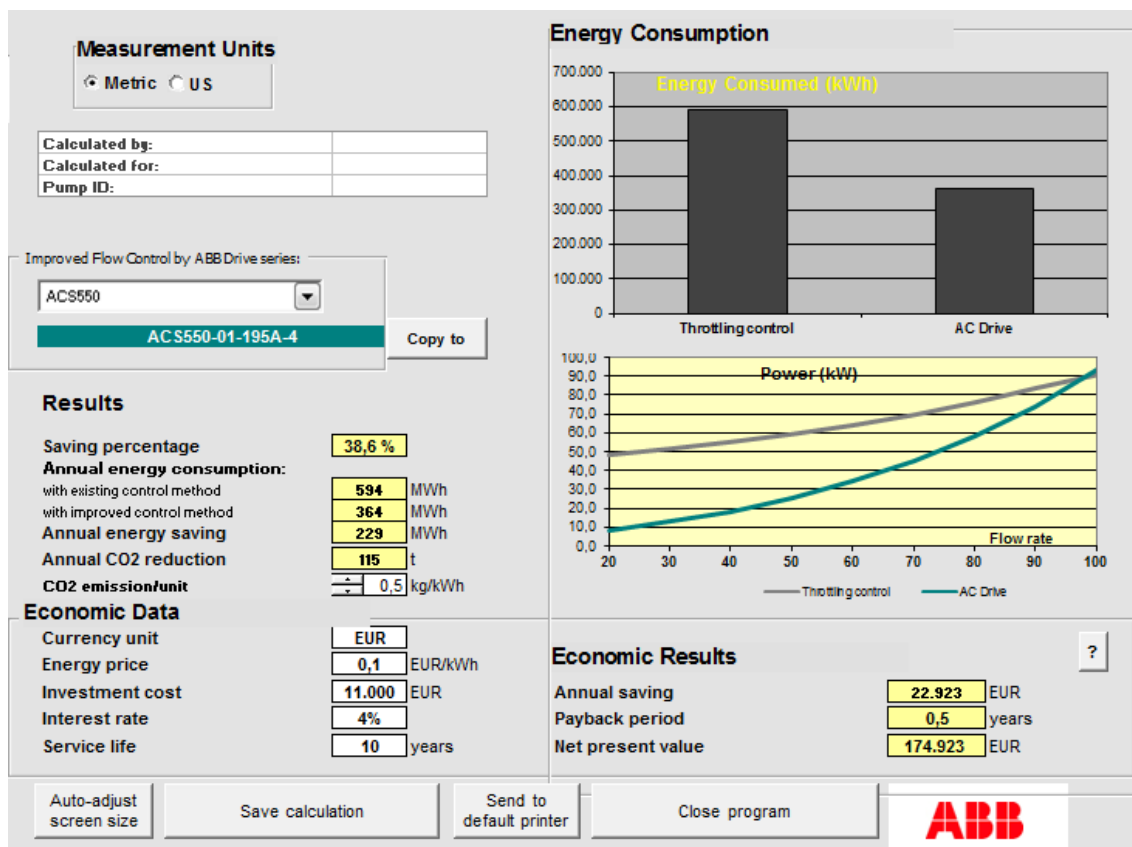 Measurement Units
Metric US
Calculated by:
Calculated for:
Pump ID:
Improved Flow Control by ABB Drive series:
ACS550
ACS550-01-195A-4
Copy to
Results
Saving percentage 38,6 %
Annual energy consumption:
with existing control method 594 MWh
with improved control method 364 MWh
Annual energy saving 229 MWh
Annual CO2 reduction 115 t
CO2 emission/unit 0,5 kg/kWh
Economic Data
Currency unit EUR
Energy price 0,1 EUR/kWh
Investment cost 11.000 EUR
Interest rate 4%
Service life 10 years
Energy Consumption
Energy Consumed (kWh)
700.000
600.000
500.000
400.000
300.000
200.000
100.000
0
Throttling control AC Drive
Power (kW)
100,0
90,0
80,0
70,0
60,0
50,0
40,0
30,0
20,0
10,0
0,0
Flow rate
20 30 40 50 60 70 80 90 100
Throttling control AC Drive
Economic Results
?
Annual saving 22.923 EUR
Payback period 0,5 years
Net present value 174.923 EUR
Auto-adjust
screen size
Save calculation
Send to
default printer
Close program
ABB